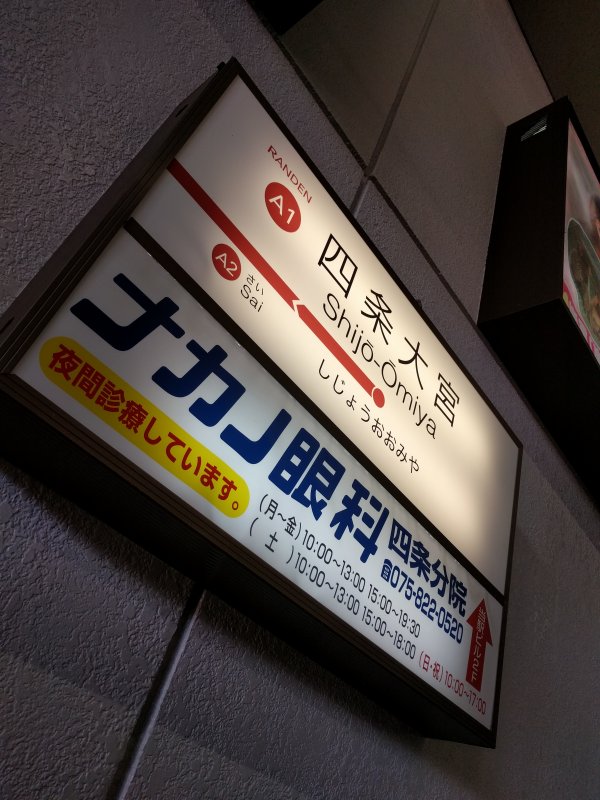 RANDEN
A1
四条大宮
Shijō-Ōmiya
しじょうおおみや
A2
さい
Sai
ナカノ眼科 四条分院
夜間診療しています。
☎075-822-0520
(月〜金) 10:00〜13:00 15:00〜19:30
( 土 ) 10:00〜13:00 15:00〜18:00 (日・祝) 10:00〜17:00